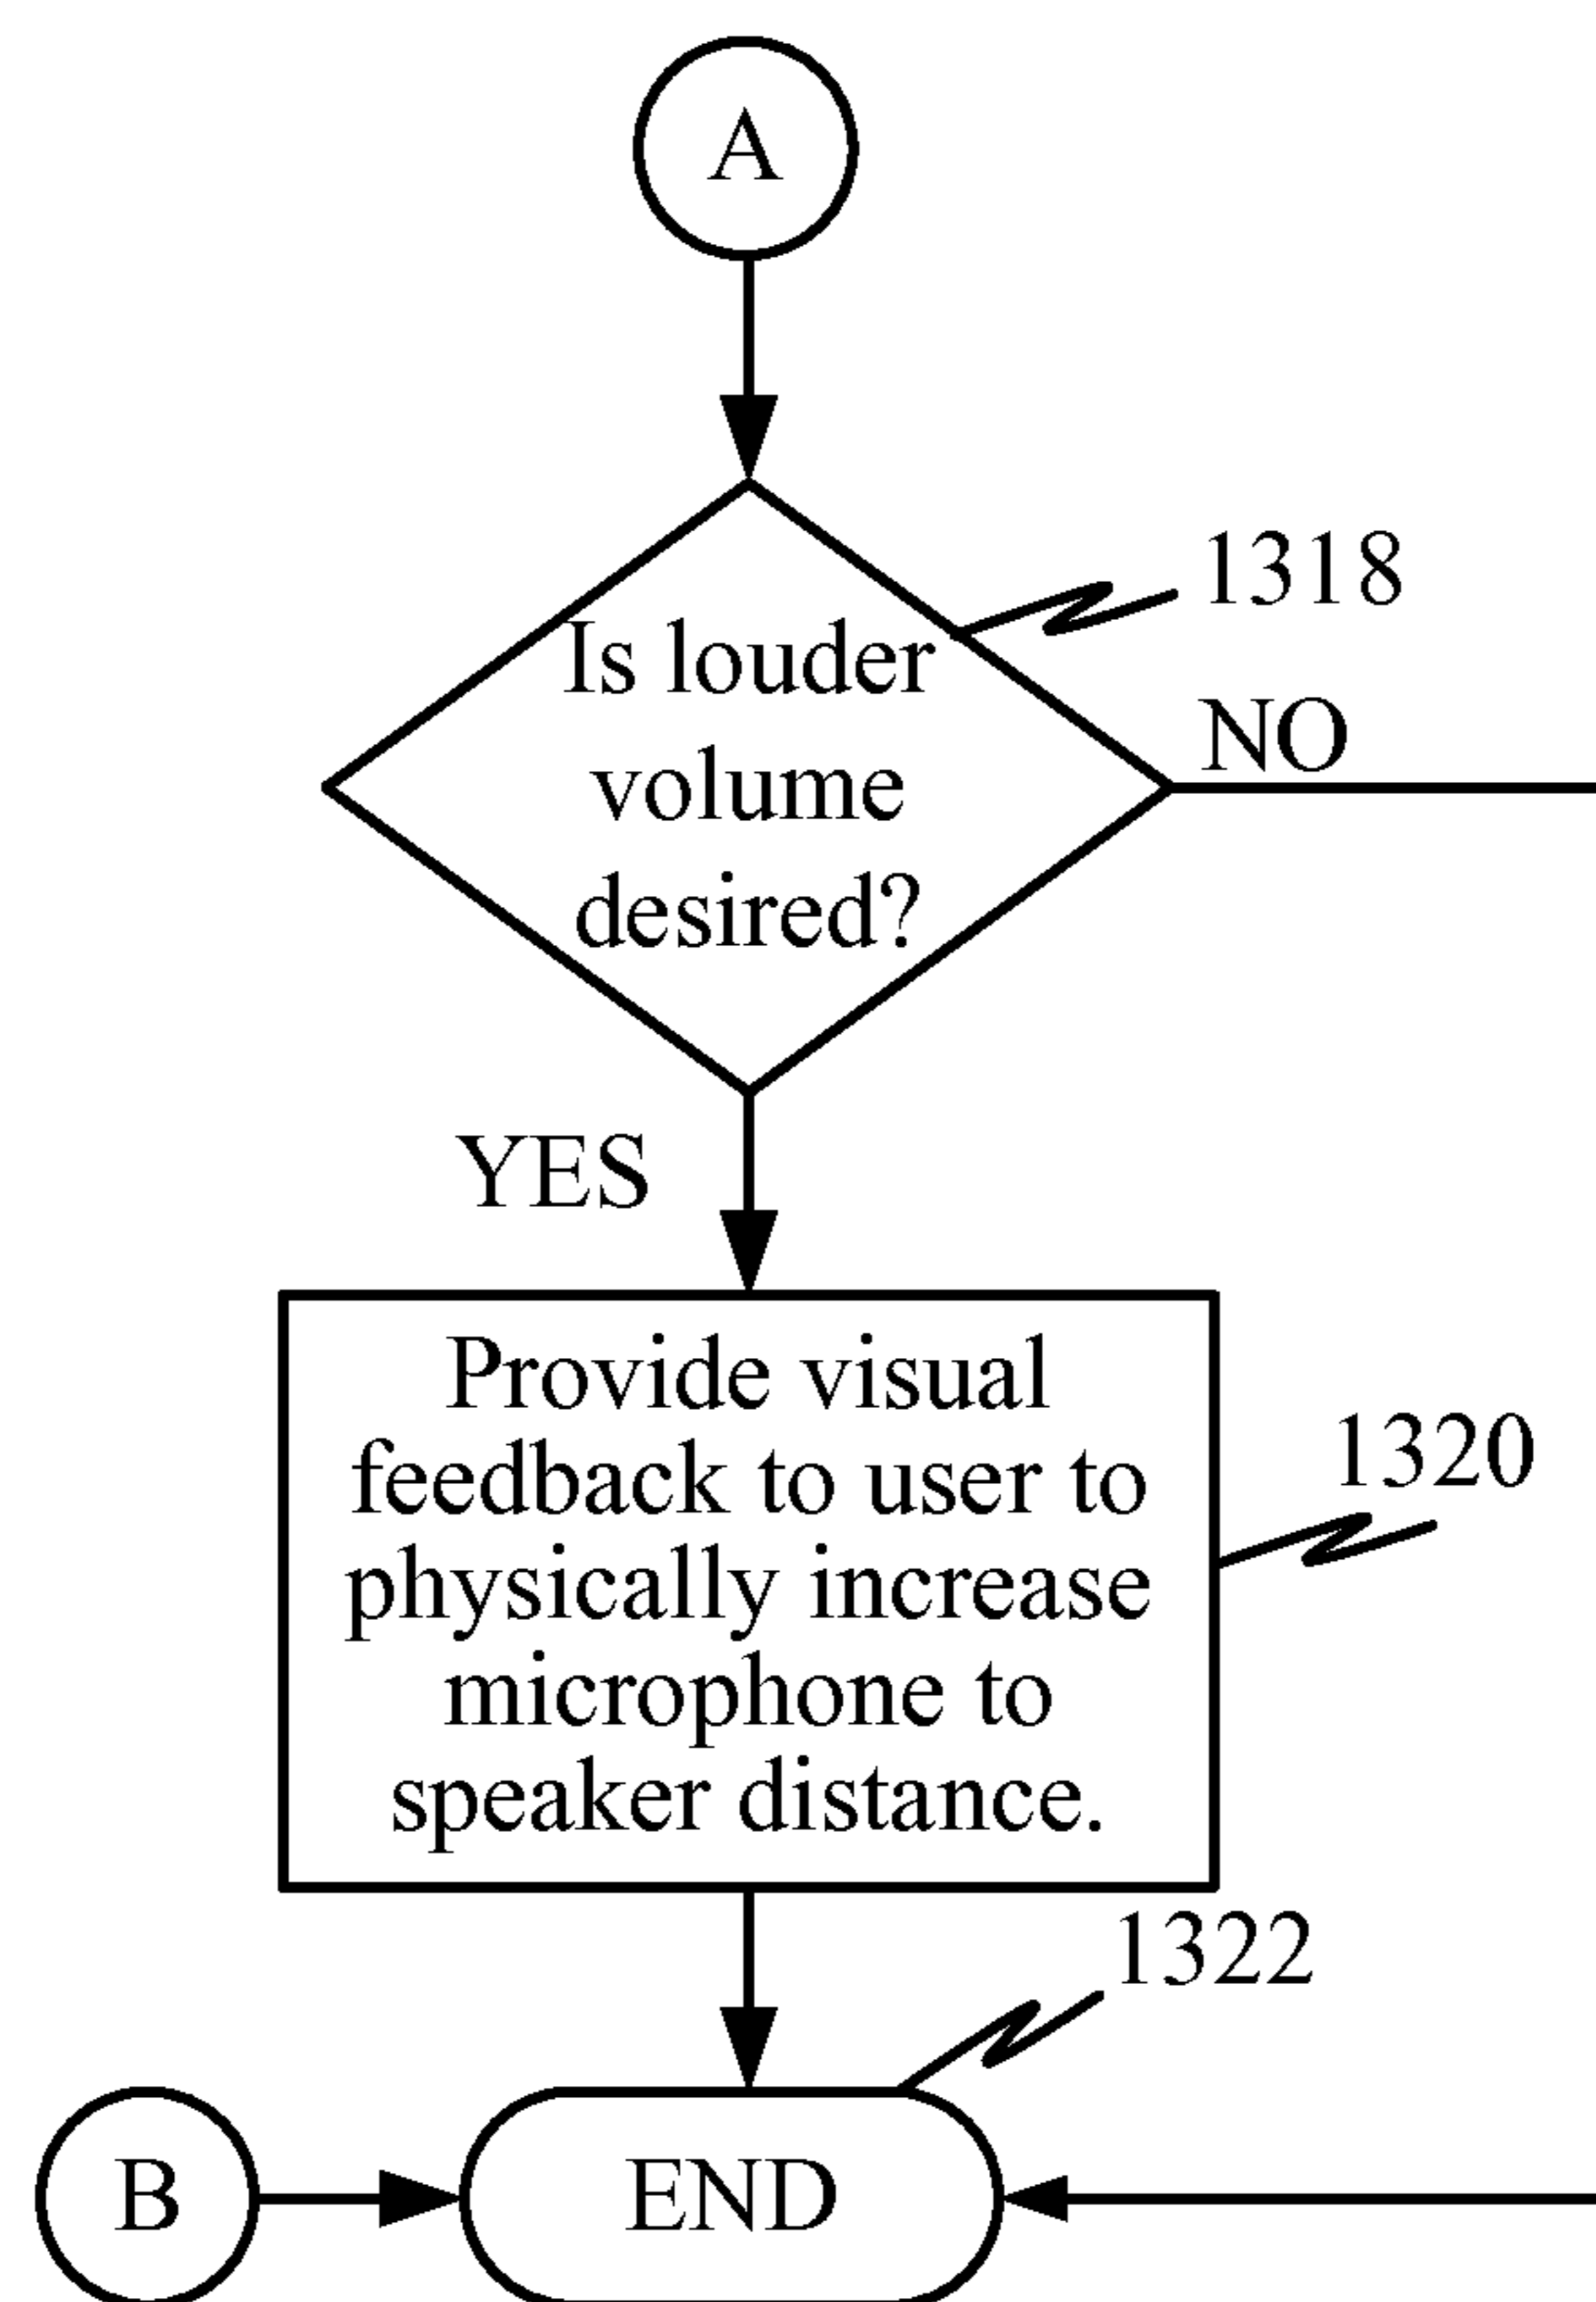 A
1318
Is louder
volume
desired?
NO
YES
Provide visual
feedback to user to
physically increase
microphone to
speaker distance.
1320
1322
B
END